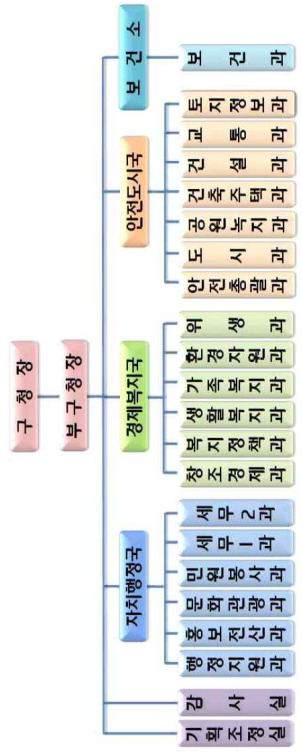 구 청 장
부 구 청 장
기획조정실
감 사 실
자치행정국
행정지원과
홍보전산과
문화관광과
민원봉사과
세무1과
세무2과
경제복지국
창조경제과
복지정책과
생활복지과
가족복지과
환경자원과
위 생 과
안전도시국
안전총괄과
도 시 과
공원녹지과
건축주택과
건 설 과
교 통 과
토지정보과
보 건 소
보 건 과